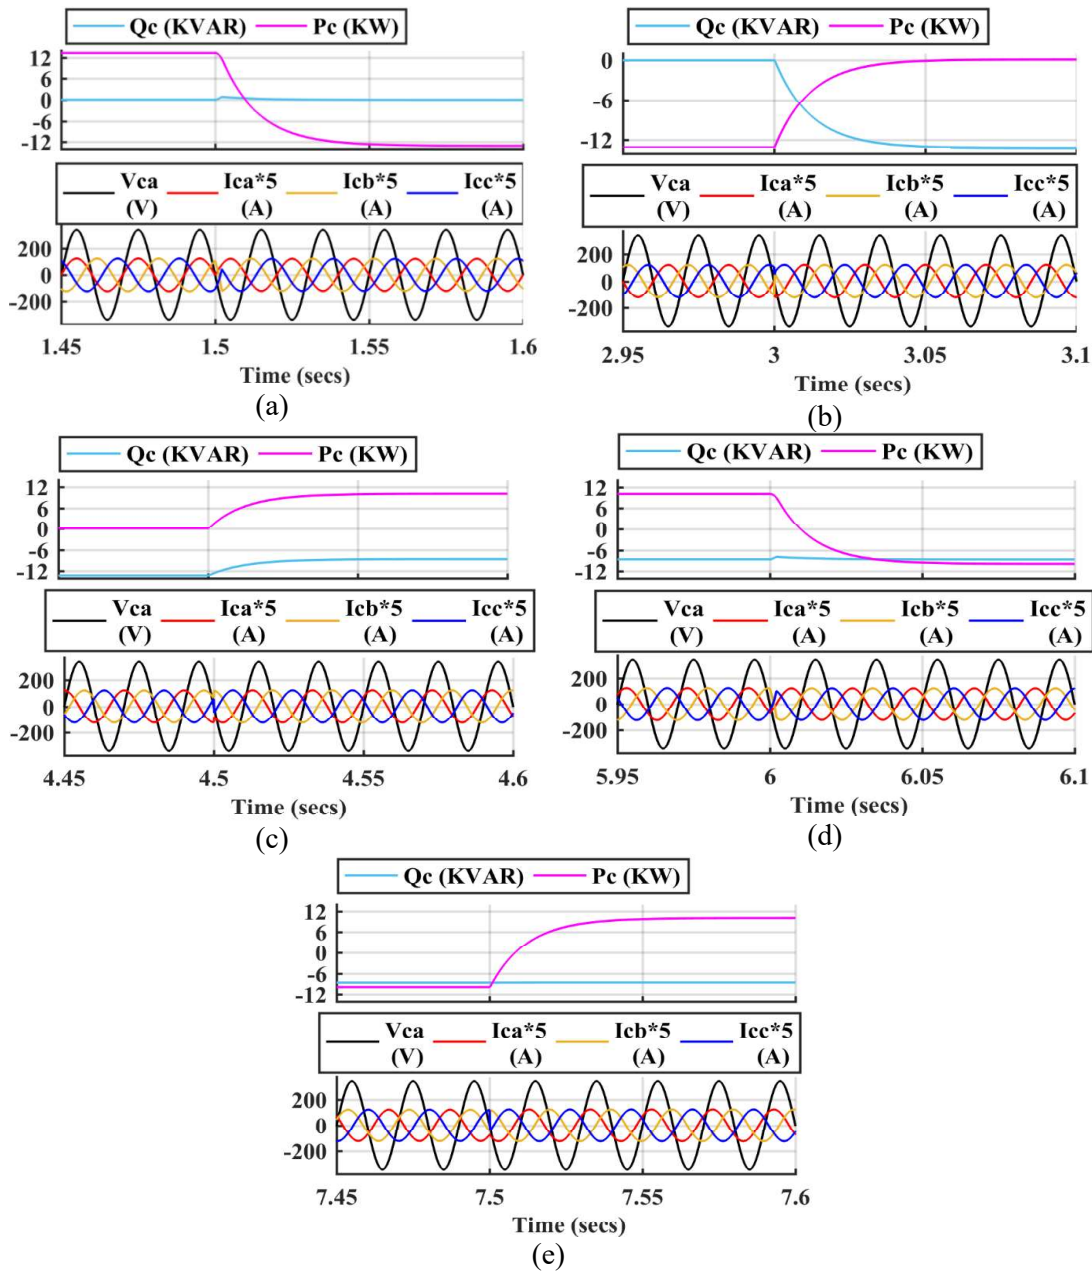 Qc (KVAR) Pc (KW)
12
6
0
-6
-12
Vca Ica*5 Icb*5 Icc*5
(V) (A) (A) (A)
200
0
-200
1.45 1.5 1.55 1.6
Time (secs)
(a)
Qc (KVAR) Pc (KW)
0
-6
-12
Vca Ica*5 Icb*5 Icc*5
(V) (A) (A) (A)
200
0
-200
2.95 3 3.05 3.1
Time (secs)
(b)
Qc (KVAR) Pc (KW)
12
6
0
-6
-12
Vca Ica*5 Icb*5 Icc*5
(V) (A) (A) (A)
200
0
-200
4.45 4.5 4.55 4.6
Time (secs)
(c)
Qc (KVAR) Pc (KW)
12
6
0
-6
-12
Vca Ica*5 Icb*5 Icc*5
(V) (A) (A) (A)
200
0
-200
5.95 6 6.05 6.1
Time (secs)
(d)
Qc (KVAR) Pc (KW)
12
6
0
-6
-12
Vca Ica*5 Icb*5 Icc*5
(V) (A) (A) (A)
200
0
-200
7.45 7.5 7.55 7.6
Time (secs)
(e)